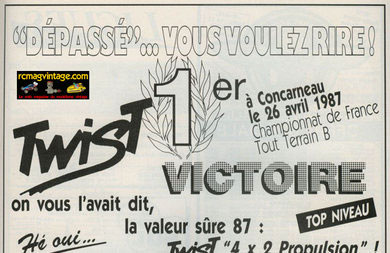 “DÉPASSÉ”... VOUS VOULEZ RIRE !
rcmagvintage.com
1er
à Concarneau
le 26 avril 1987
Championnat de France
Tout Terrain B
TWIST
VICTOIRE
on vous l'avait dit,
la valeur sûre 87 :
TOP NIVEAU
Hé oui...
Twist “4 x 2 Propulsion” !